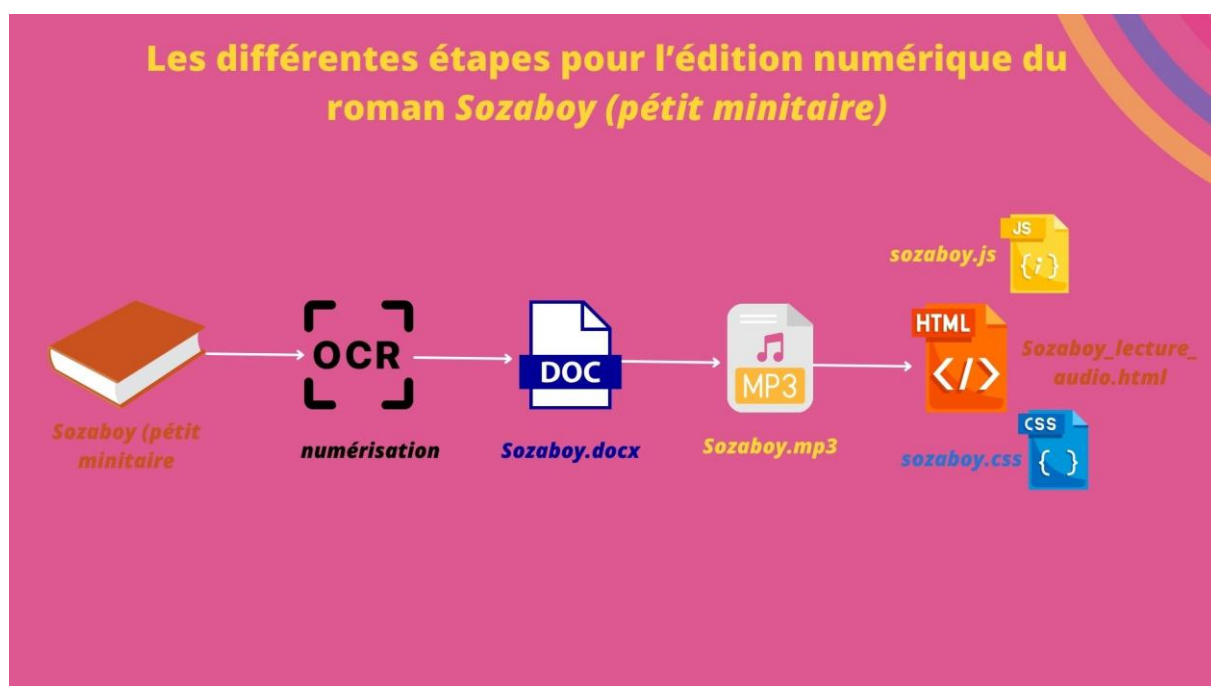 Les différentes étapes pour l'édition numérique du
roman Sozaboy (pétit minitaire)
Sozaboy (pétit
minitaire
OCR
numérisation
DOC
Sozaboy.docx
MP3
Sozaboy.mp3
JS
sozaboy.js
{i}
HTML
</>
Sozaboy_lecture_
audio.html
CSS
sozaboy.css
{ }